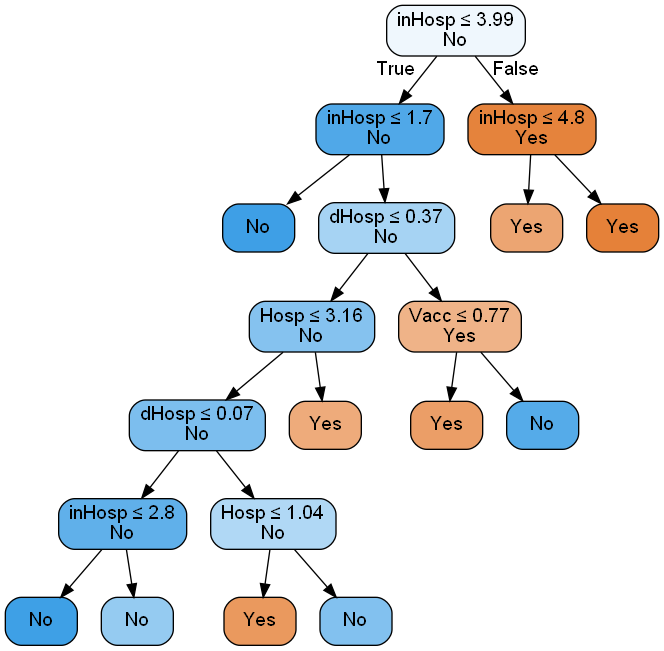 inHosp ≤ 3.99
No
True
False
inHosp ≤ 1.7
No
inHosp ≤ 4.8
Yes
No
dHosp ≤ 0.37
No
Yes
Yes
Hosp ≤ 3.16
No
Vacc ≤ 0.77
Yes
dHosp ≤ 0.07
No
Yes
Yes
No
inHosp ≤ 2.8
No
Hosp ≤ 1.04
No
No
No
Yes
No